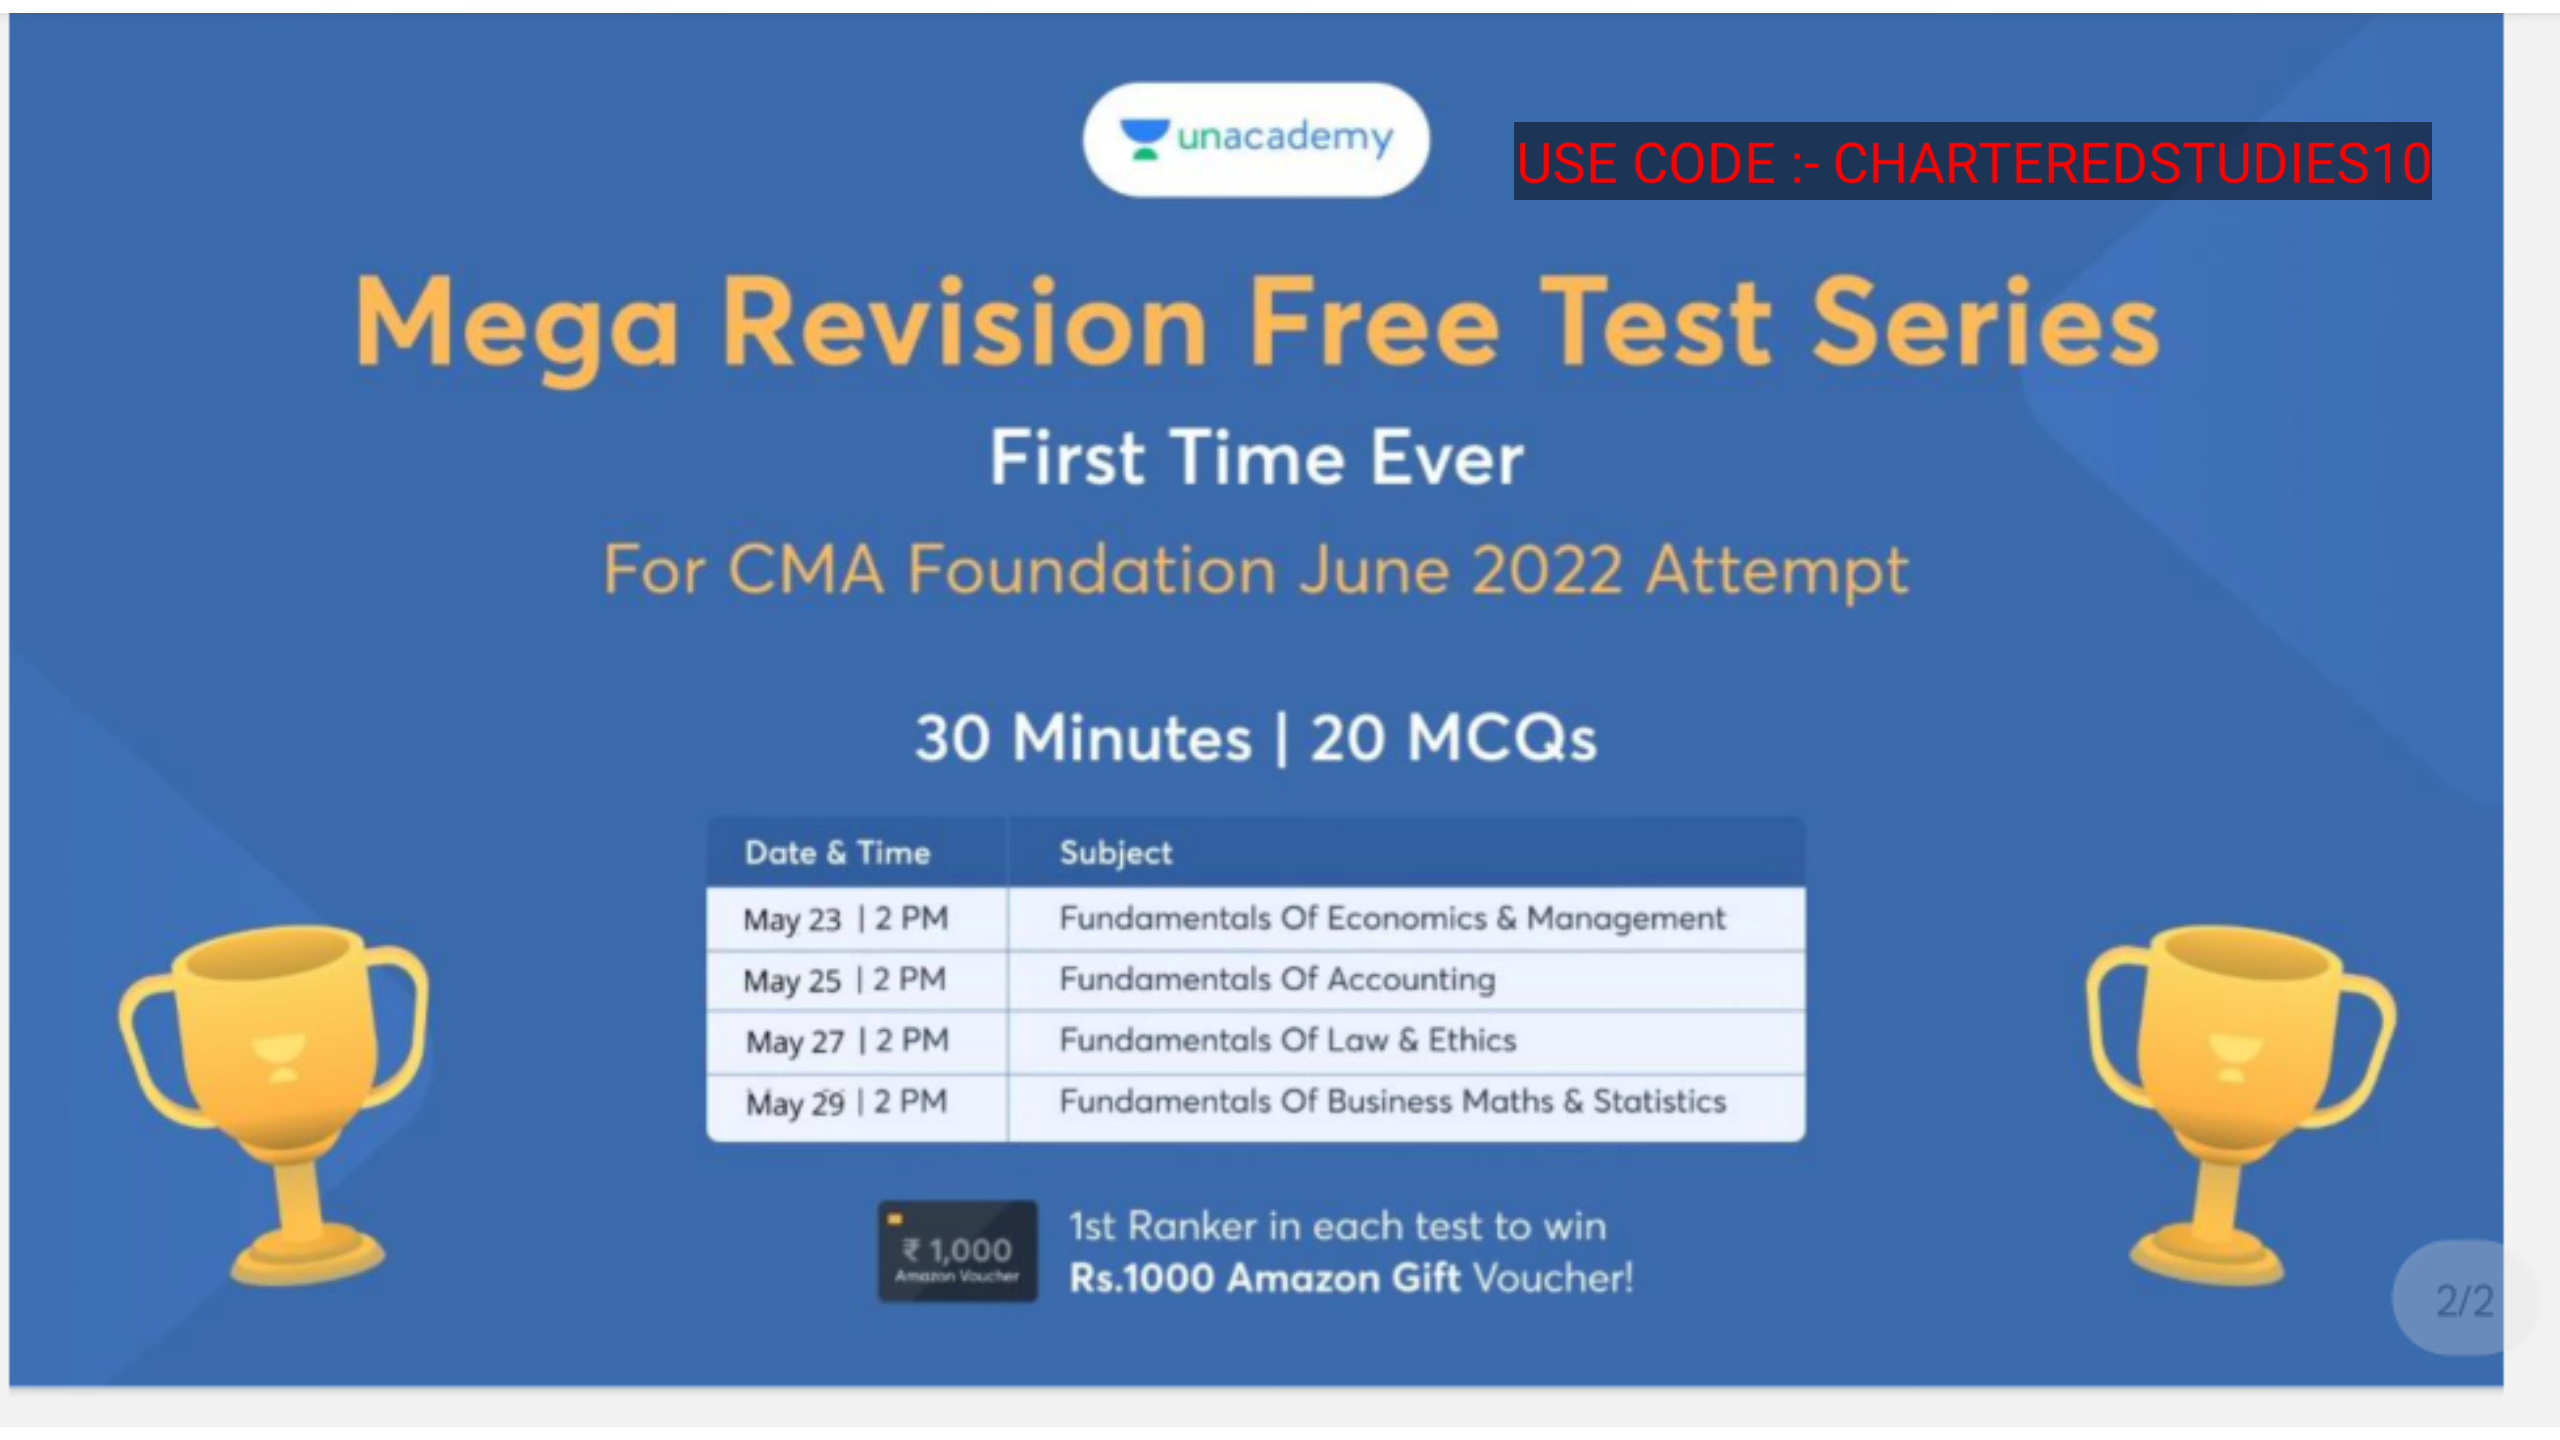 unacademy
USE CODE :- CHARTEREDSTUDIES10
Mega Revision Free Test Series
First Time Ever
For CMA Foundation June 2022 Attempt
30 Minutes | 20 MCQs
Date & Time Subject
May 23 | 2 PM Fundamentals Of Economics & Management
May 25 | 2 PM Fundamentals Of Accounting
May 27 | 2 PM Fundamentals Of Law & Ethics
May 29 | 2 PM Fundamentals Of Business Maths & Statistics
₹ 1,000
Amazon Voucher
1st Ranker in each test to win
Rs.1000 Amazon Gift Voucher!
2/2